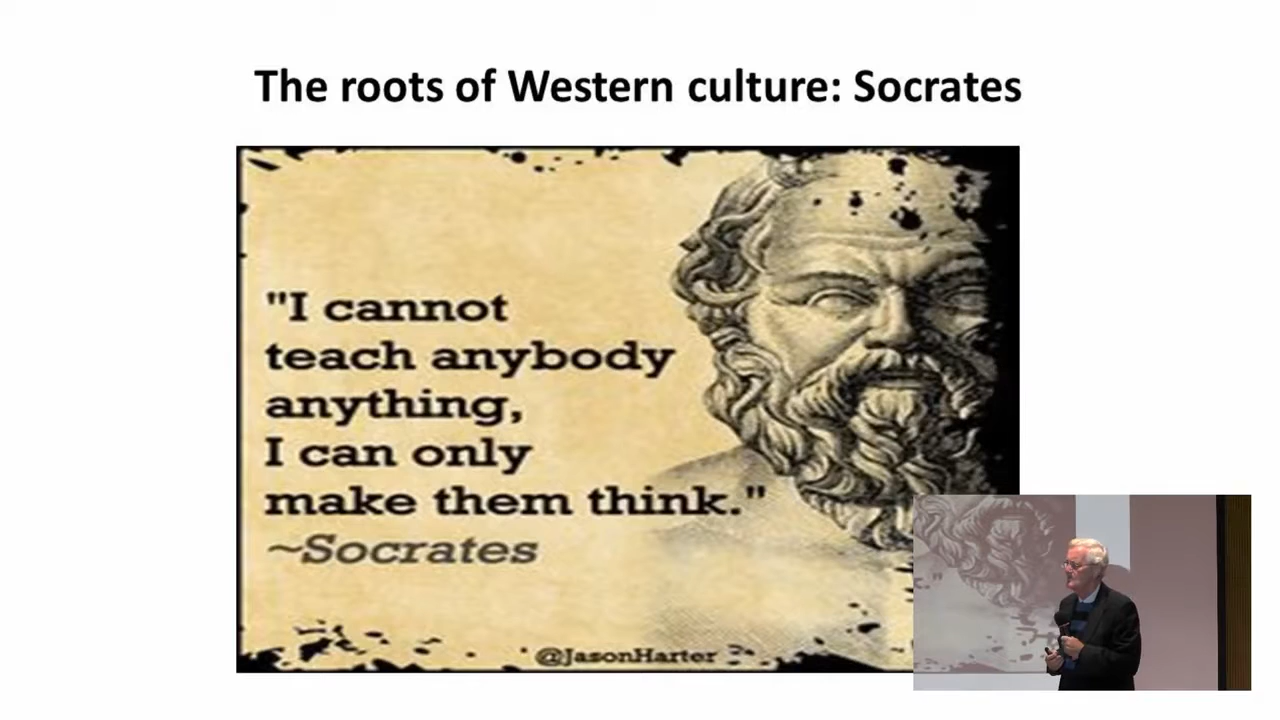 The roots of Western culture: Socrates
"I cannot
teach anybody
anything,
I can only
make them think."
~Socrates
@JasonHarter